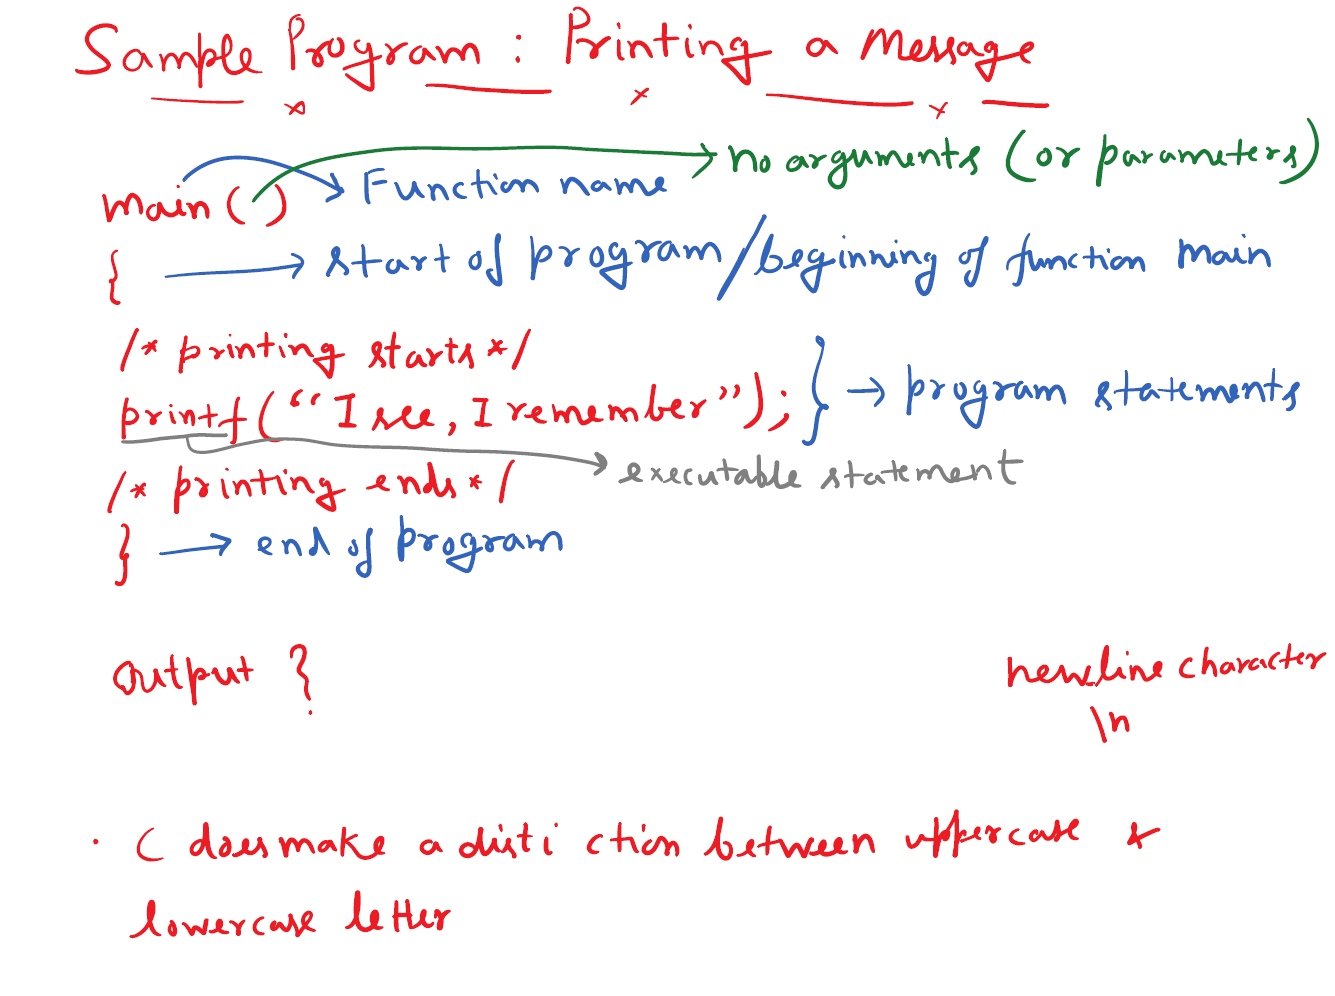 Sample Program : Printing a Message
no arguments (or parameters)
main() Function name
{ start of program/beginning of function main
/* printing starts */
printf("I see, I remember"); } program statements
executable statement
/* printing ends */
} end of program
output ?
newline character
\n
· C does make a disti ction between uppercase &
lowercase letter